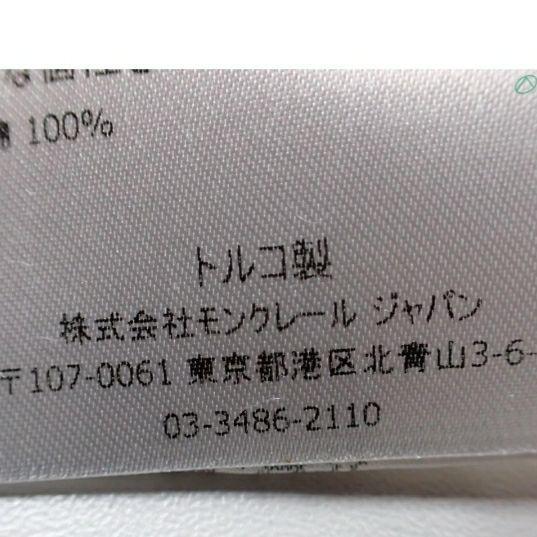 綿 100%
トルコ製
株式会社モンクレール ジャパン
〒107-0061 東京都港区北青山3-6-
03-3486-2110